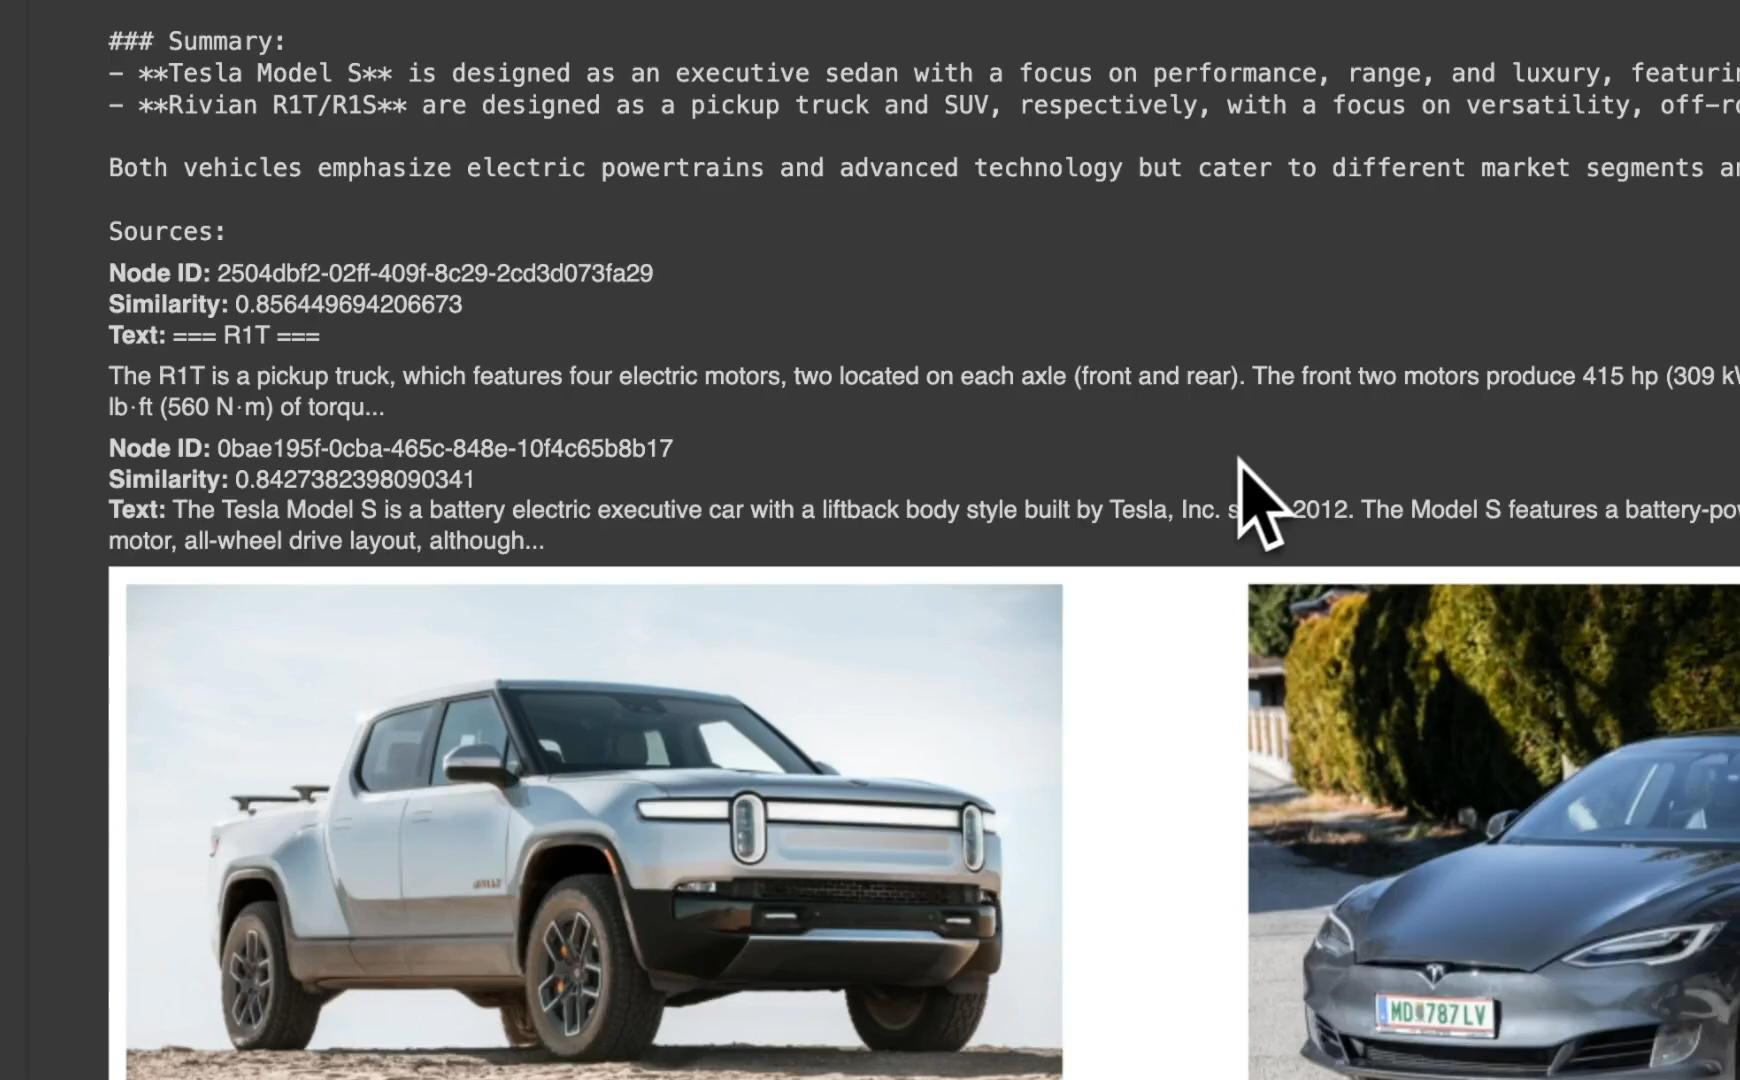 ### Summary:
- **Tesla Model S** is designed as an executive sedan with a focus on performance, range, and luxury,
- **Rivian R1T/R1S** are designed as a pickup truck and SUV, respectively, with a focus on versatility,
Both vehicles emphasize electric powertrains and advanced technology but cater to different market segments
Sources:
Node ID: 2504dbf2-02ff-409f-8c29-2cd3d073fa29
Similarity: 0.856449694206673
Text: === R1T ===
The R1T is a pickup truck, which features four electric motors, two located on each axle (front and rear). The front two motors produce 415 hp (309
lb·ft (560 N·m) of torqu...
Node ID: 0bae195f-0cba-465c-848e-10f4c65b8b17
Similarity: 0.8427382398090341
Text: The Tesla Model S is a battery electric executive car with a liftback body style built by Tesla, Inc. 2012. The Model S features a
motor, all-wheel drive layout, although...
MD 787 LV